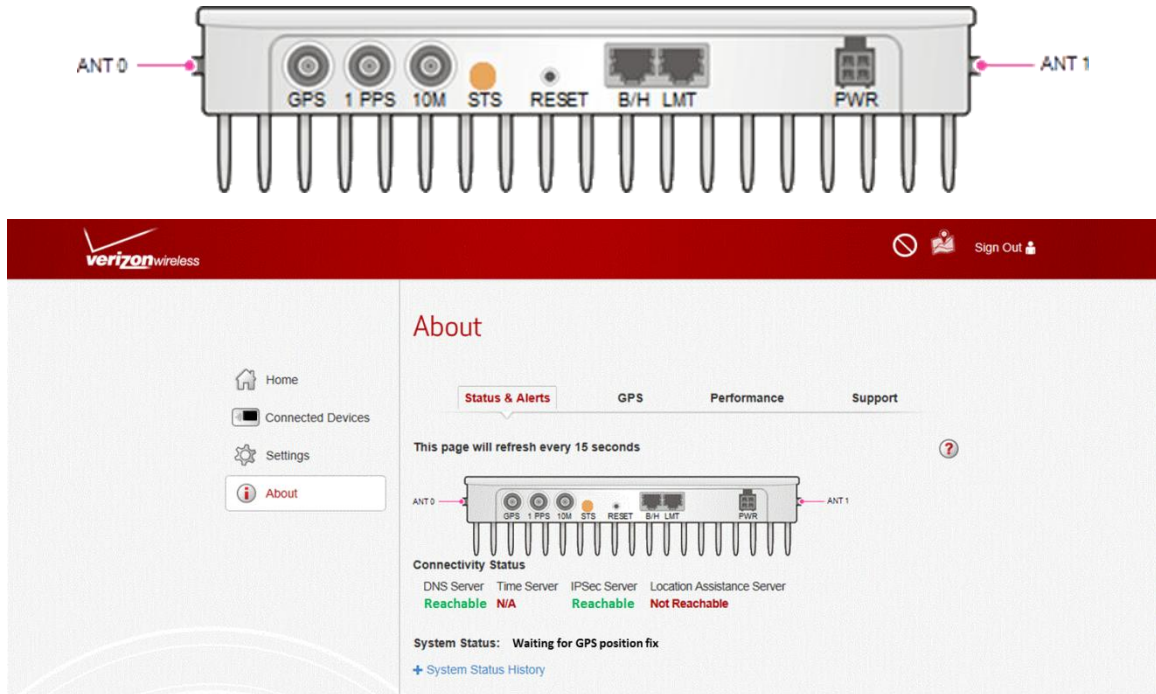 ANT 0
ANT 1
GPS 1 PPS 10M STS RESET B/H LMT PWR
verizonwireless
Sign Out
About
Home
Connected Devices
Settings
About
Status & Alerts GPS Performance Support
This page will refresh every 15 seconds
?
ANT 0
ANT 1
GPS 1 PPS 10M STS RESET B/H LMT PWR
Connectivity Status
DNS Server Time Server IPSec Server Location Assistance Server
Reachable N/A Reachable Not Reachable
System Status: Waiting for GPS position fix
+ System Status History